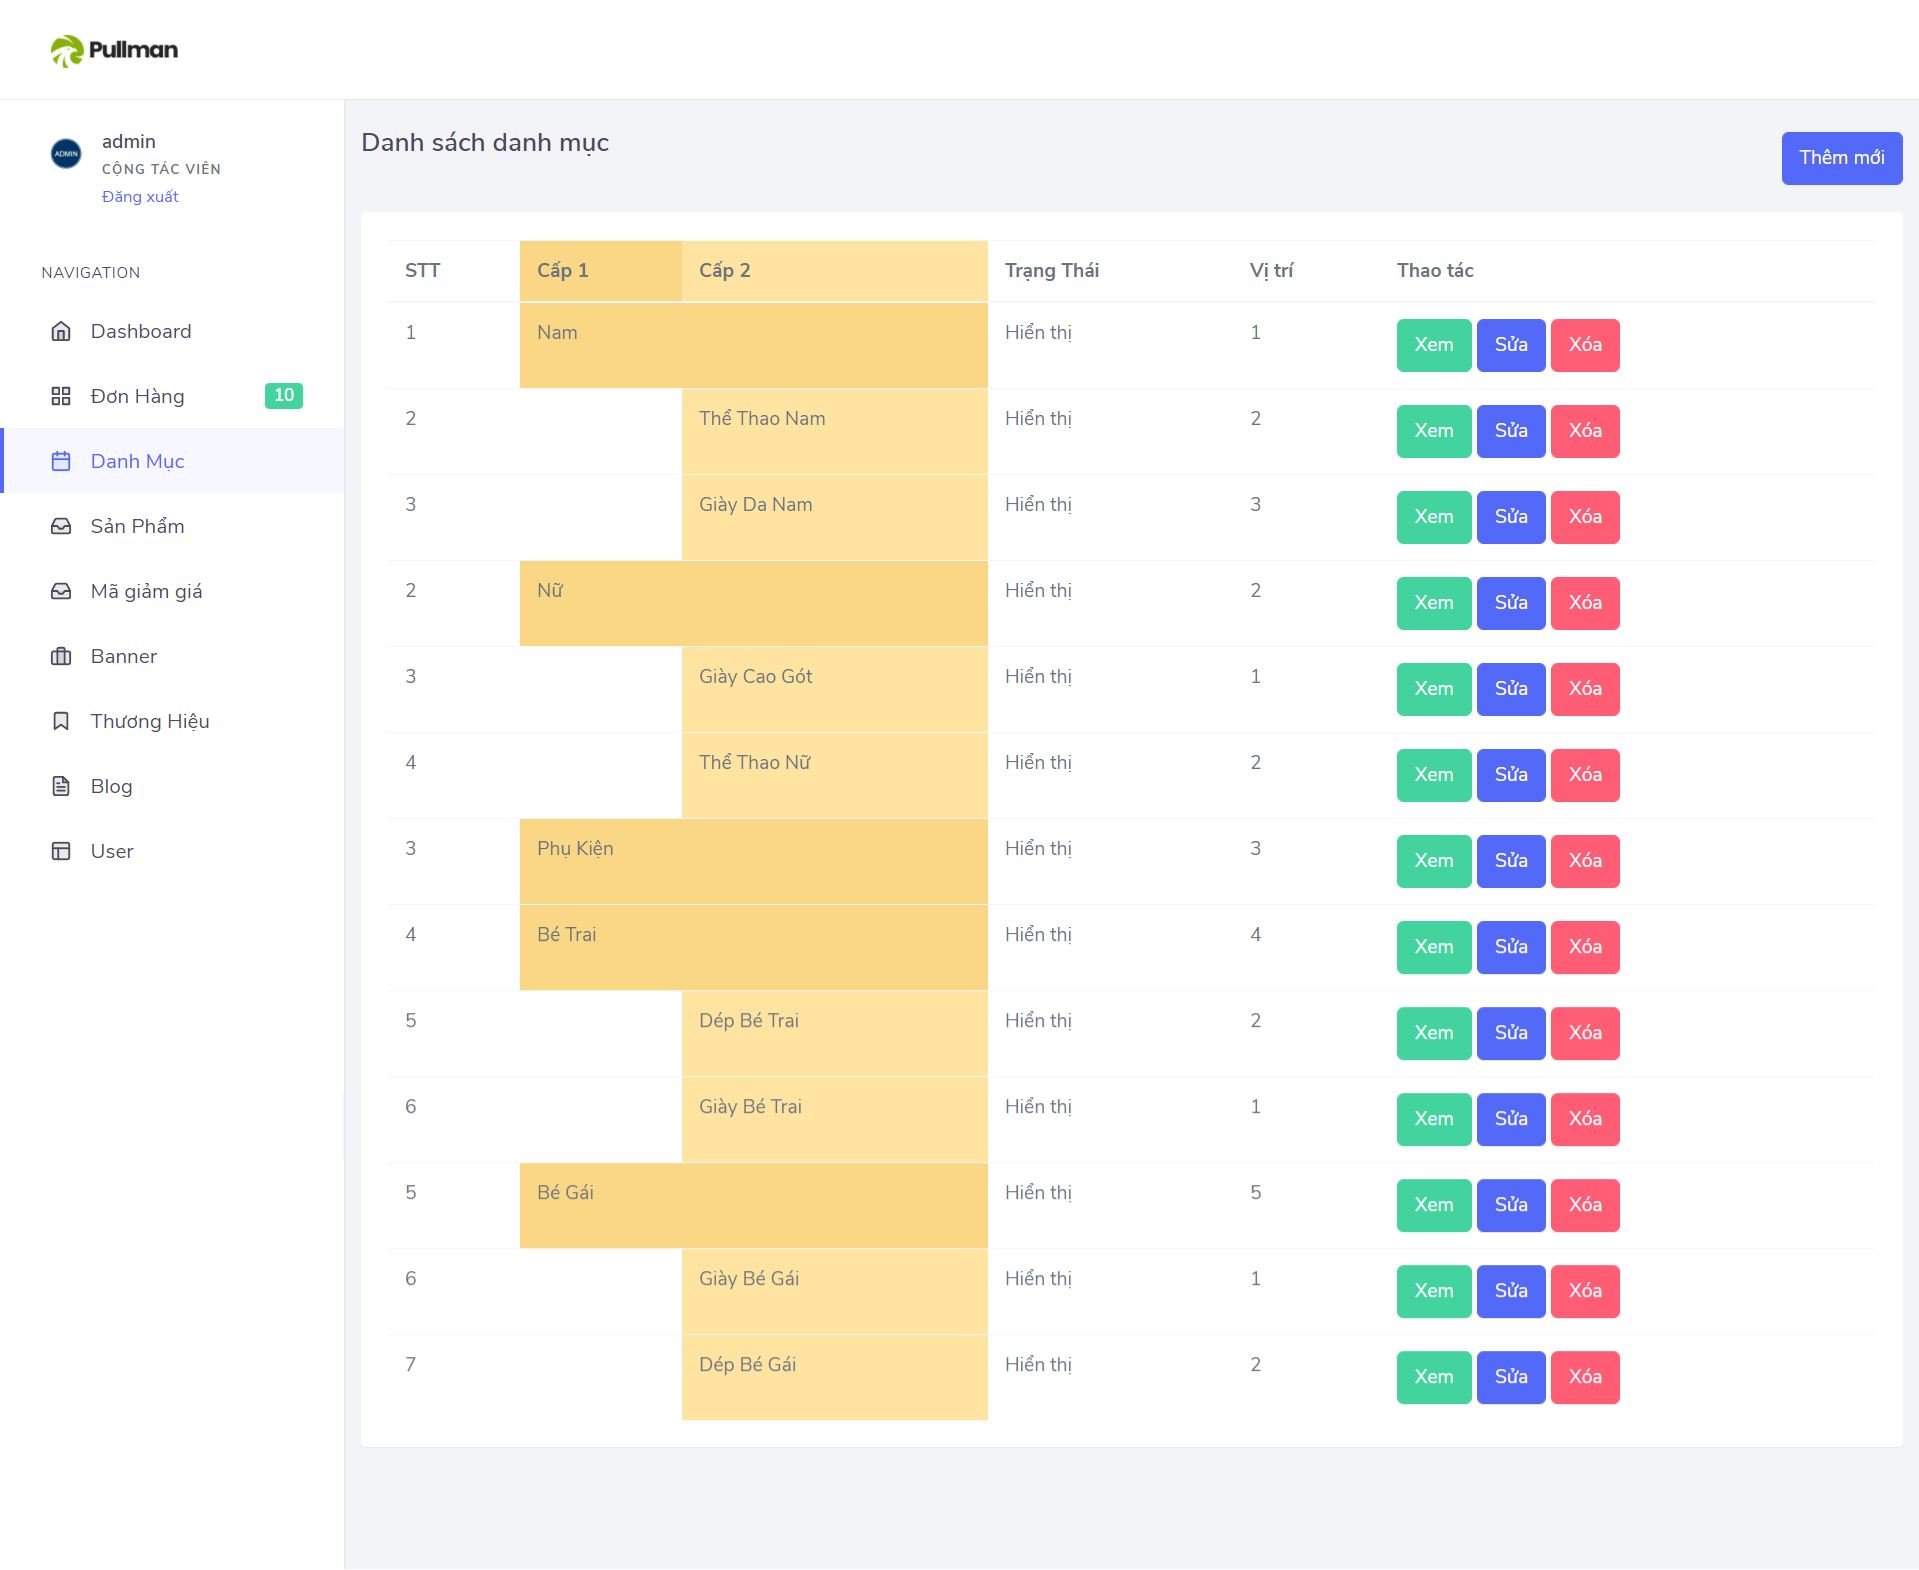 Pullman
ADMIN
admin
CỘNG TÁC VIÊN
Đăng xuất
NAVIGATION
Dashboard
Đơn Hàng 10
Danh Mục
Sản Phẩm
Mã giảm giá
Banner
Thương Hiệu
Blog
User
Danh sách danh mục
Thêm mới
STT Cấp 1 Cấp 2 Trạng Thái Vị trí Thao tác
1 Nam Hiển thị 1 Xem Sửa Xóa
2 Thể Thao Nam Hiển thị 2 Xem Sửa Xóa
3 Giày Da Nam Hiển thị 3 Xem Sửa Xóa
2 Nữ Hiển thị 2 Xem Sửa Xóa
3 Giày Cao Gót Hiển thị 1 Xem Sửa Xóa
4 Thể Thao Nữ Hiển thị 2 Xem Sửa Xóa
3 Phụ Kiện Hiển thị 3 Xem Sửa Xóa
4 Bé Trai Hiển thị 4 Xem Sửa Xóa
5 Dép Bé Trai Hiển thị 2 Xem Sửa Xóa
6 Giày Bé Trai Hiển thị 1 Xem Sửa Xóa
5 Bé Gái Hiển thị 5 Xem Sửa Xóa
6 Giày Bé Gái Hiển thị 1 Xem Sửa Xóa
7 Dép Bé Gái Hiển thị 2 Xem Sửa Xóa